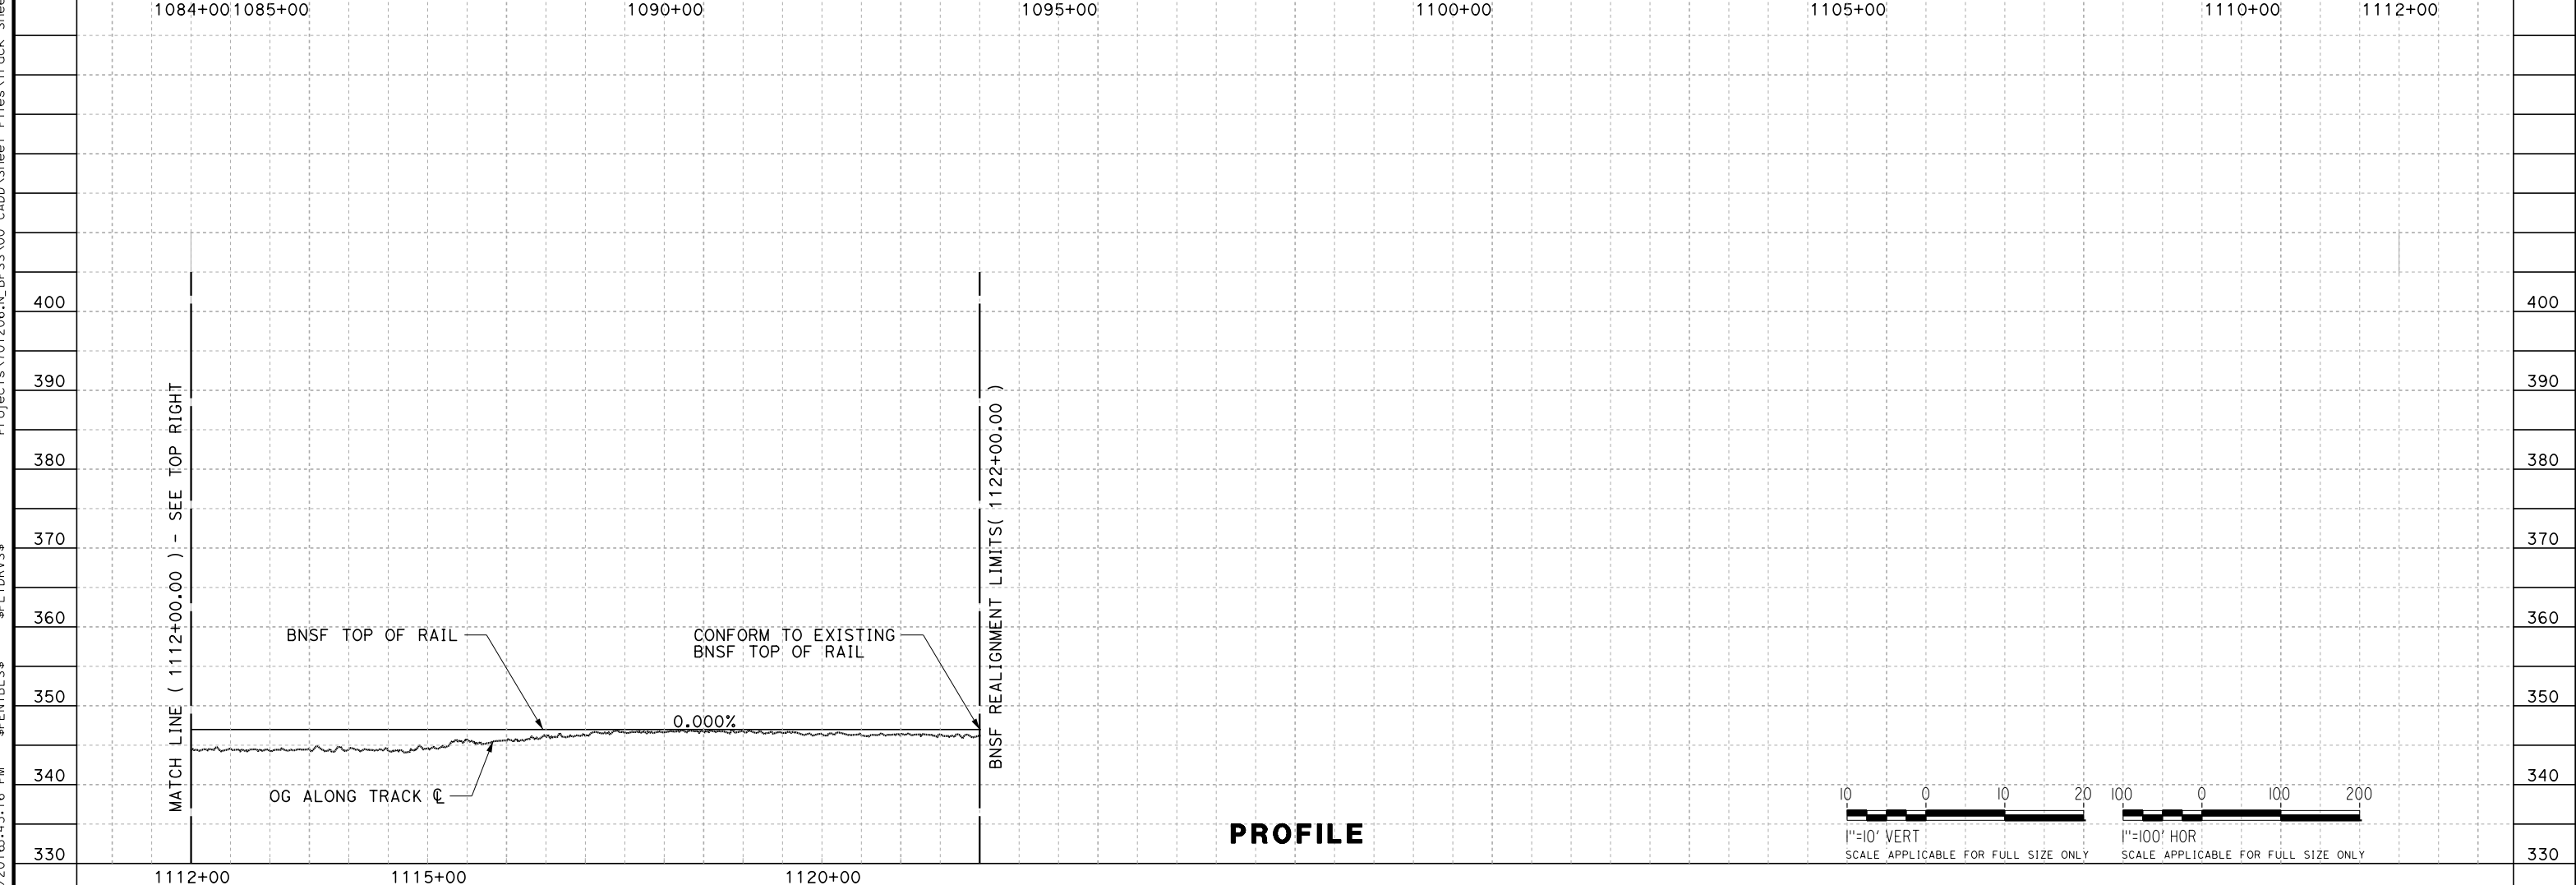 1084+00 1085+00 1090+00 1095+00 1100+00 1105+00 1110+00 1112+00
400 400
390 390
380 380
370 370
360 360
350 350
340 340
330 330
MATCH LINE ( 1112+00.00 ) - SEE TOP RIGHT
BNSF REALIGNMENT LIMITS( 1122+00.00 )
BNSF TOP OF RAIL
CONFORM TO EXISTING
BNSF TOP OF RAIL
0.000%
OG ALONG TRACK ℄
PROFILE
10 0 10 20
1"=10' VERT
SCALE APPLICABLE FOR FULL SIZE ONLY
100 0 100 200
1"=100' HOR
SCALE APPLICABLE FOR FULL SIZE ONLY
1112+00 1115+00 1120+00